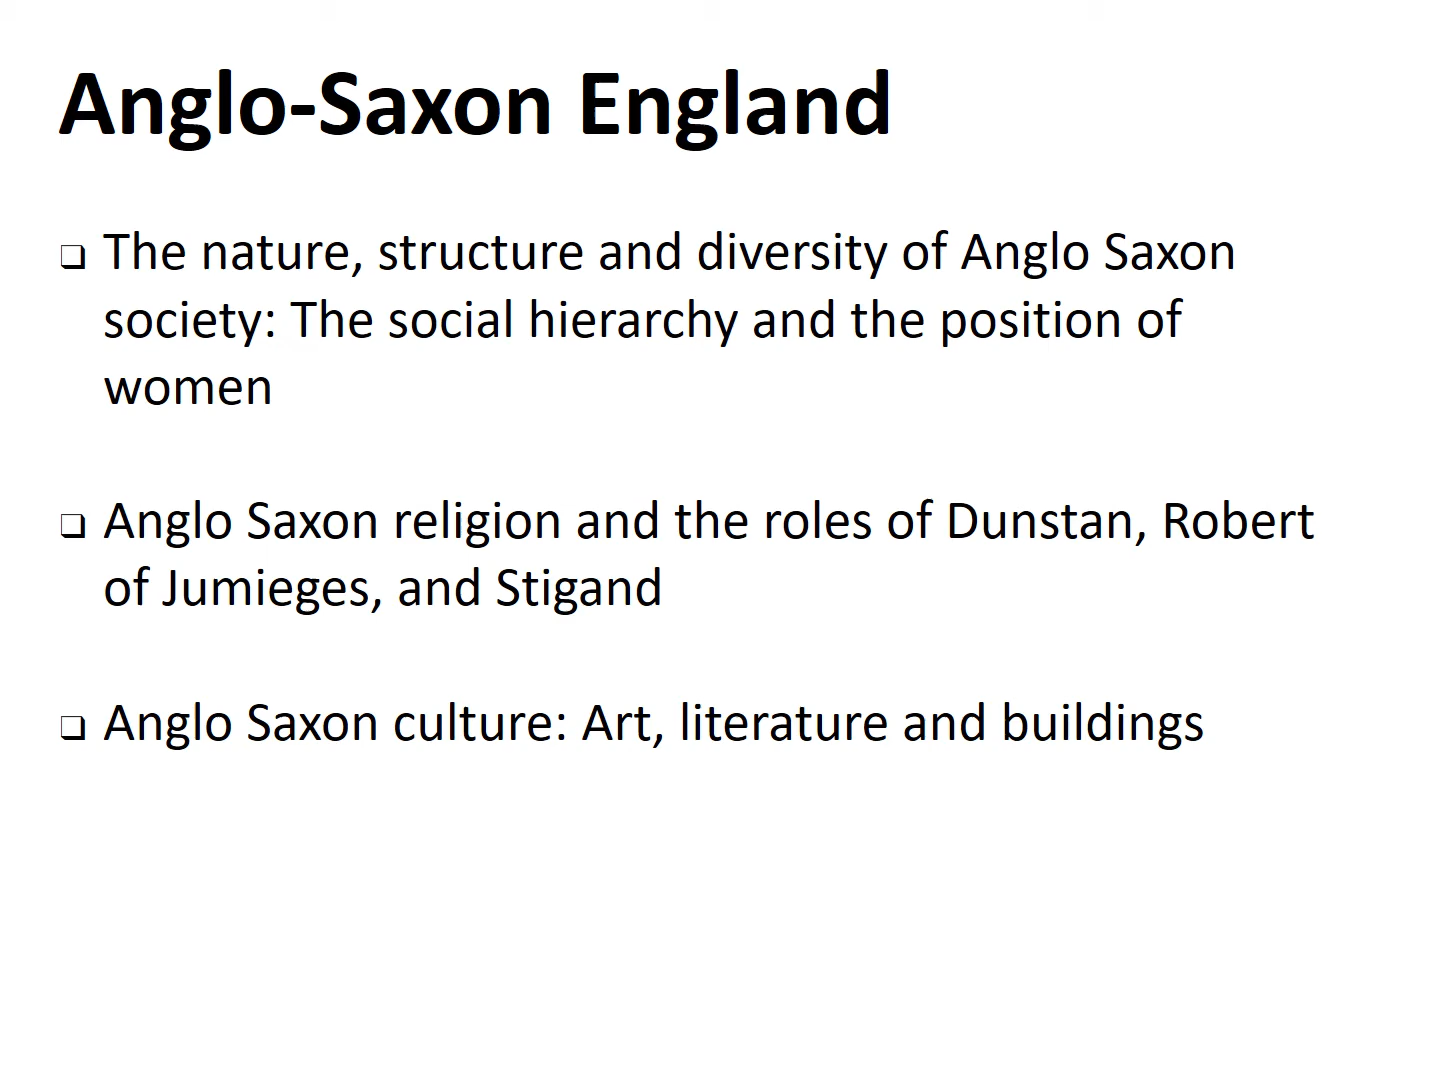 Anglo-Saxon England
❑ The nature, structure and diversity of Anglo Saxon
society: The social hierarchy and the position of
women
❑ Anglo Saxon religion and the roles of Dunstan, Robert
of Jumieges, and Stigand
❑ Anglo Saxon culture: Art, literature and buildings